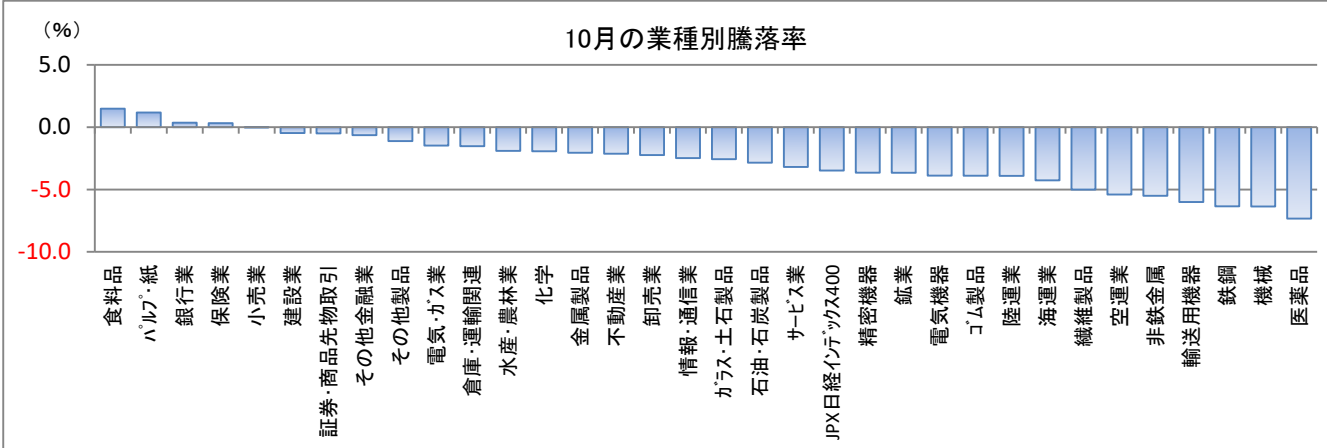 （%）
10月の業種別騰落率
5.0
0.0
-5.0
-10.0
食料品
ﾊﾟﾙﾌﾟ･紙
銀行業
保険業
小売業
建設業
証券･商品先物取引
その他金融業
その他製品
電気･ｶﾞｽ業
倉庫･運輸関連
水産･農林業
化学
金属製品
不動産業
卸売業
情報･通信業
ｶﾞﾗｽ･土石製品
石油･石炭製品
ｻｰﾋﾞｽ業
JPX日経ｲﾝﾃﾞｯｸｽ400
精密機器
鉱業
電気機器
ｺﾞﾑ製品
陸運業
海運業
繊維製品
空運業
非鉄金属
輸送用機器
鉄鋼
機械
医薬品